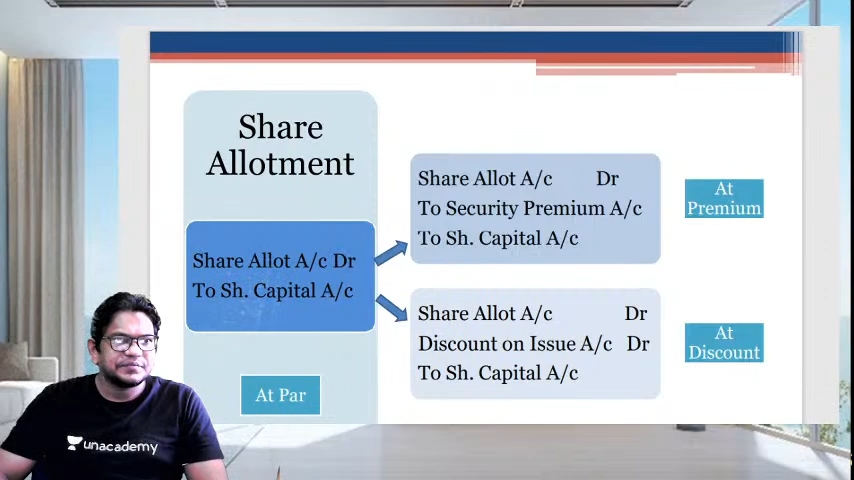 Share
Allotment
Share Allot A/c Dr
To Sh. Capital A/c
At Par
Share Allot A/c Dr
To Security Premium A/c
To Sh. Capital A/c
At
Premium
Share Allot A/c Dr
Discount on Issue A/c Dr
To Sh. Capital A/c
At
Discount
unacademy